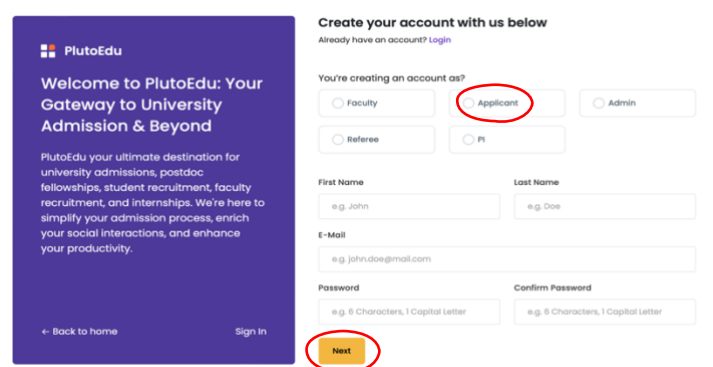 PlutoEdu
Welcome to PlutoEdu: Your
Gateway to University
Admission & Beyond
PlutoEdu your ultimate destination for
university admissions, postdoc
fellowships, student recruitment, faculty
recruitment, and internships. We're here to
simplify your admission process, enrich
your social interactions, and enhance
your productivity.
← Back to home Sign In
Create your account with us below
Already have an account? Login
You're creating an account as?
Faculty Applicant Admin
Referee PI
First Name Last Name
e.g. John e.g. Doe
E-Mail
e.g. john.doe@mail.com
Password Confirm Password
e.g. 6 Characters, 1 Capital Letter e.g. 6 Characters, 1 Capital Letter
Next